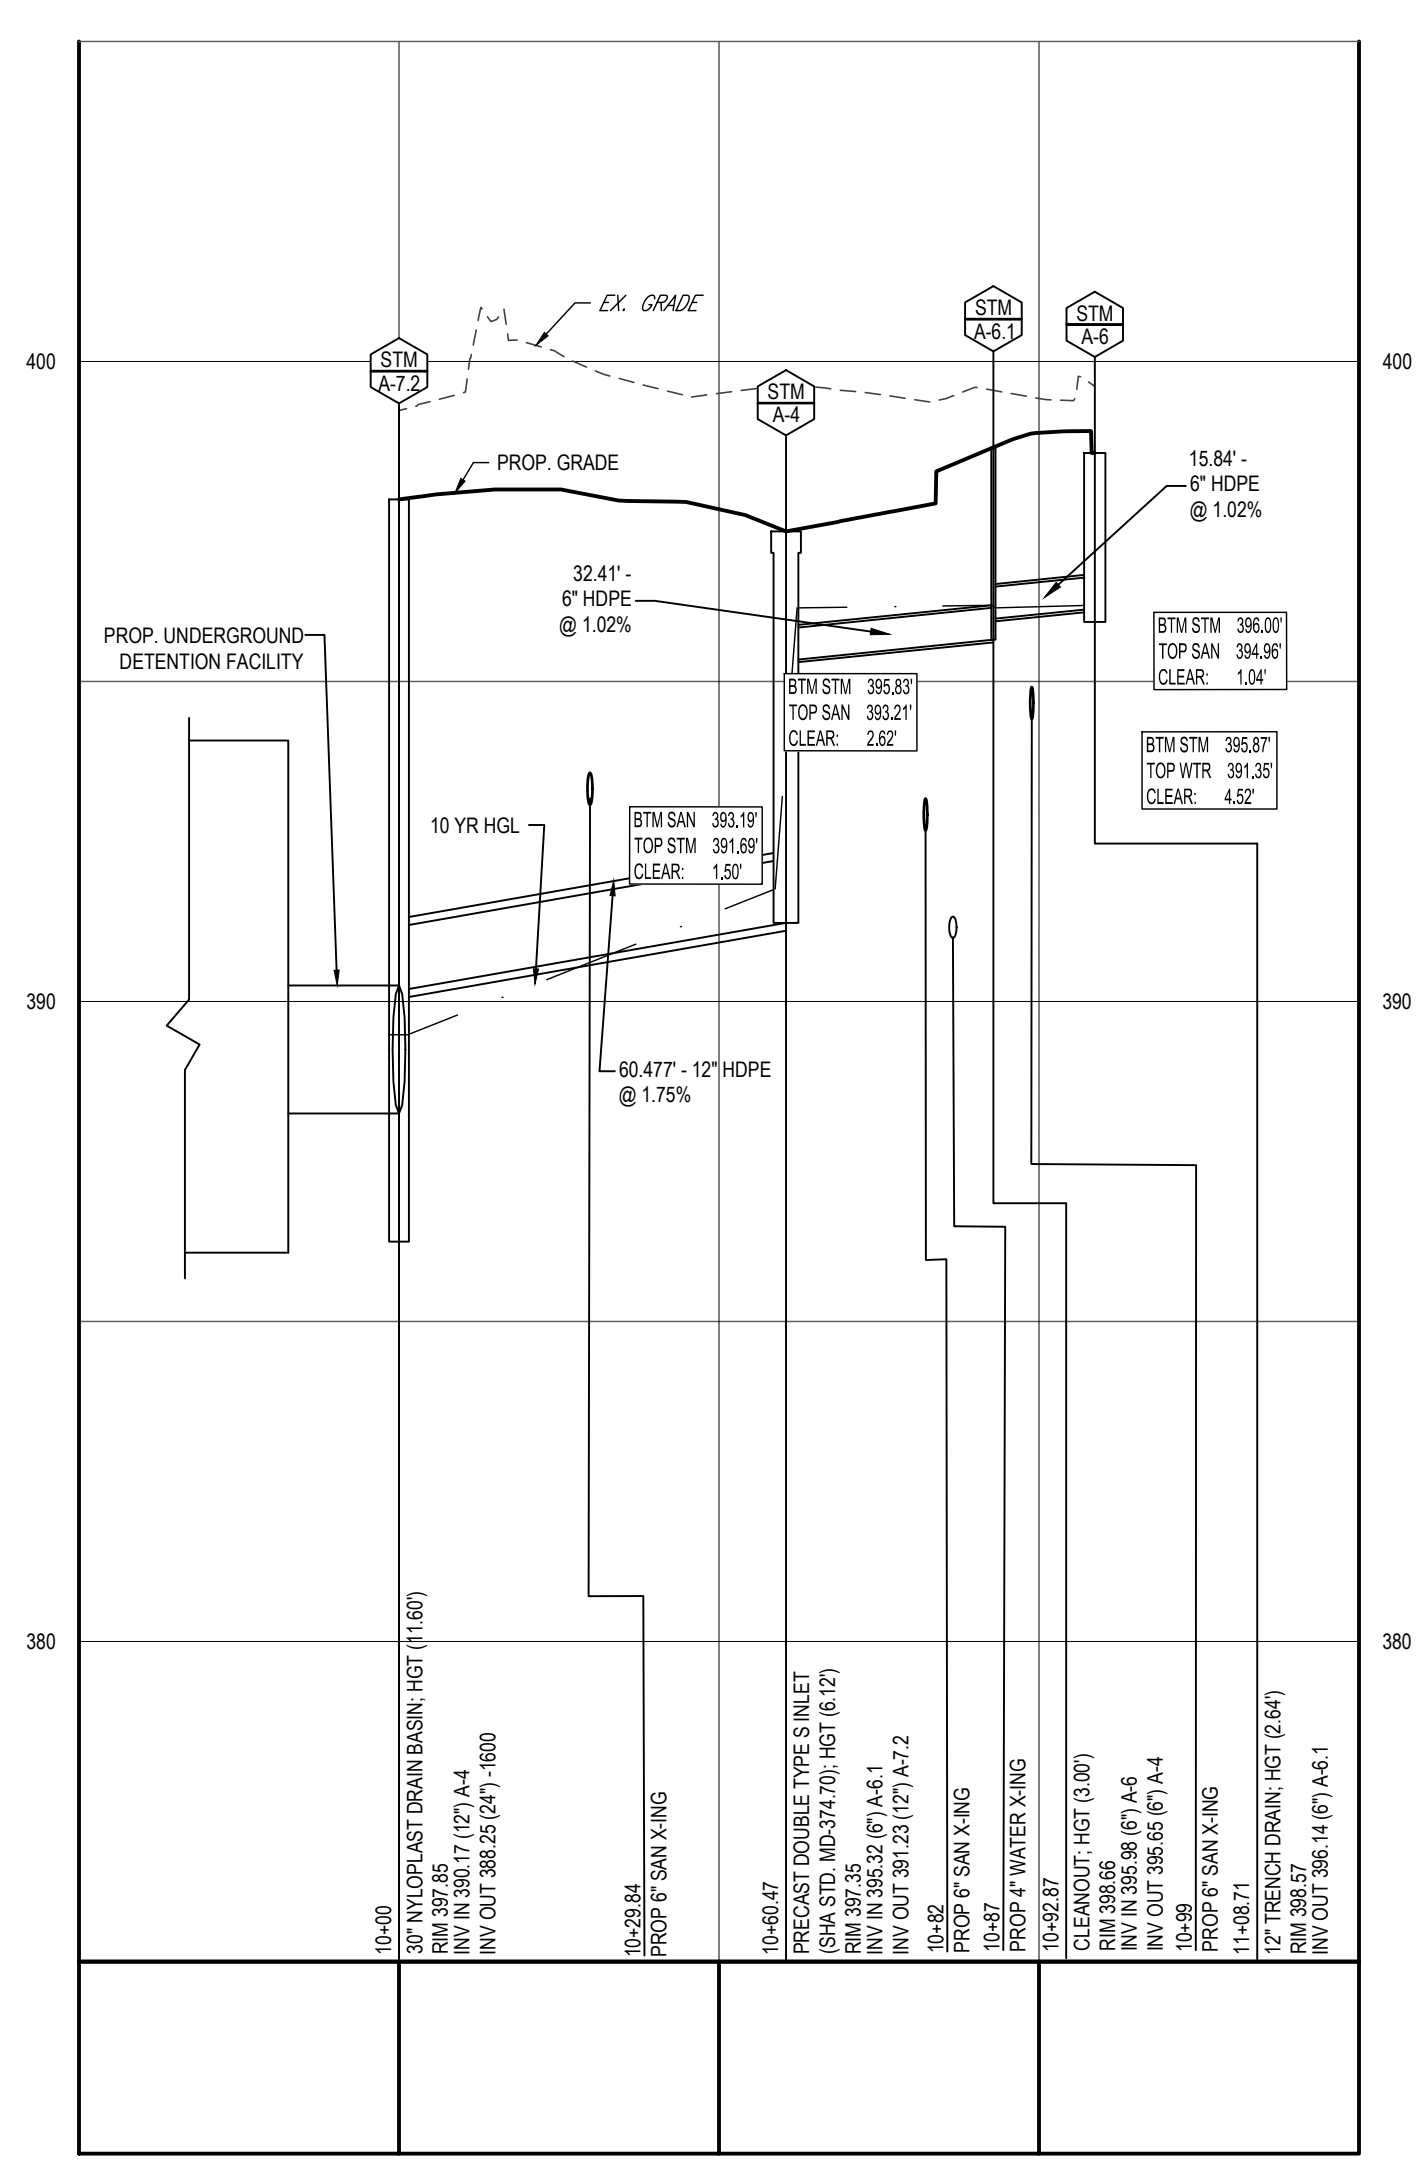 EX. GRADE
STM
A-6.1
STM
A-6
400
400
STM
A-7.2
STM
A-4
PROP. GRADE
15.84' -
6" HDPE
@ 1.02%
32.41' -
6" HDPE
@ 1.02%
PROP. UNDERGROUND
DETENTION FACILITY
BTM STM 396.00'
TOP SAN 394.96'
CLEAR: 1.04'
BTM STM 395.83'
TOP SAN 393.21'
CLEAR: 2.62'
BTM STM 395.87'
TOP WTR 391.35'
CLEAR: 4.52'
10 YR HGL
BTM SAN 393.19'
TOP STM 391.69'
CLEAR: 1.50'
390
390
60.477' - 12" HDPE
@ 1.75%
380
380
10+00
30" NYLOPLAST DRAIN BASIN; HGT (11.60')
RIM 397.85
INV IN 390.17 (12") A-4
INV OUT 388.25 (24") -1600
10+29.84
PROP 6" SAN X-ING
10+60.47
PRECAST DOUBLE TYPE S INLET
(SHA STD. MD-374.70); HGT (6.12')
RIM 397.35
INV IN 395.32 (6") A-6.1
INV OUT 391.23 (12") A-7.2
10+82
PROP 6" SAN X-ING
10+87
PROP 4" WATER X-ING
10+92.87
CLEANOUT; HGT (3.00')
RIM 398.66
INV IN 395.98 (6") A-6
INV OUT 395.65 (6") A-4
10+99
PROP 6" SAN X-ING
11+08.71
12" TRENCH DRAIN; HGT (2.64')
RIM 398.57
INV OUT 396.14 (6") A-6.1